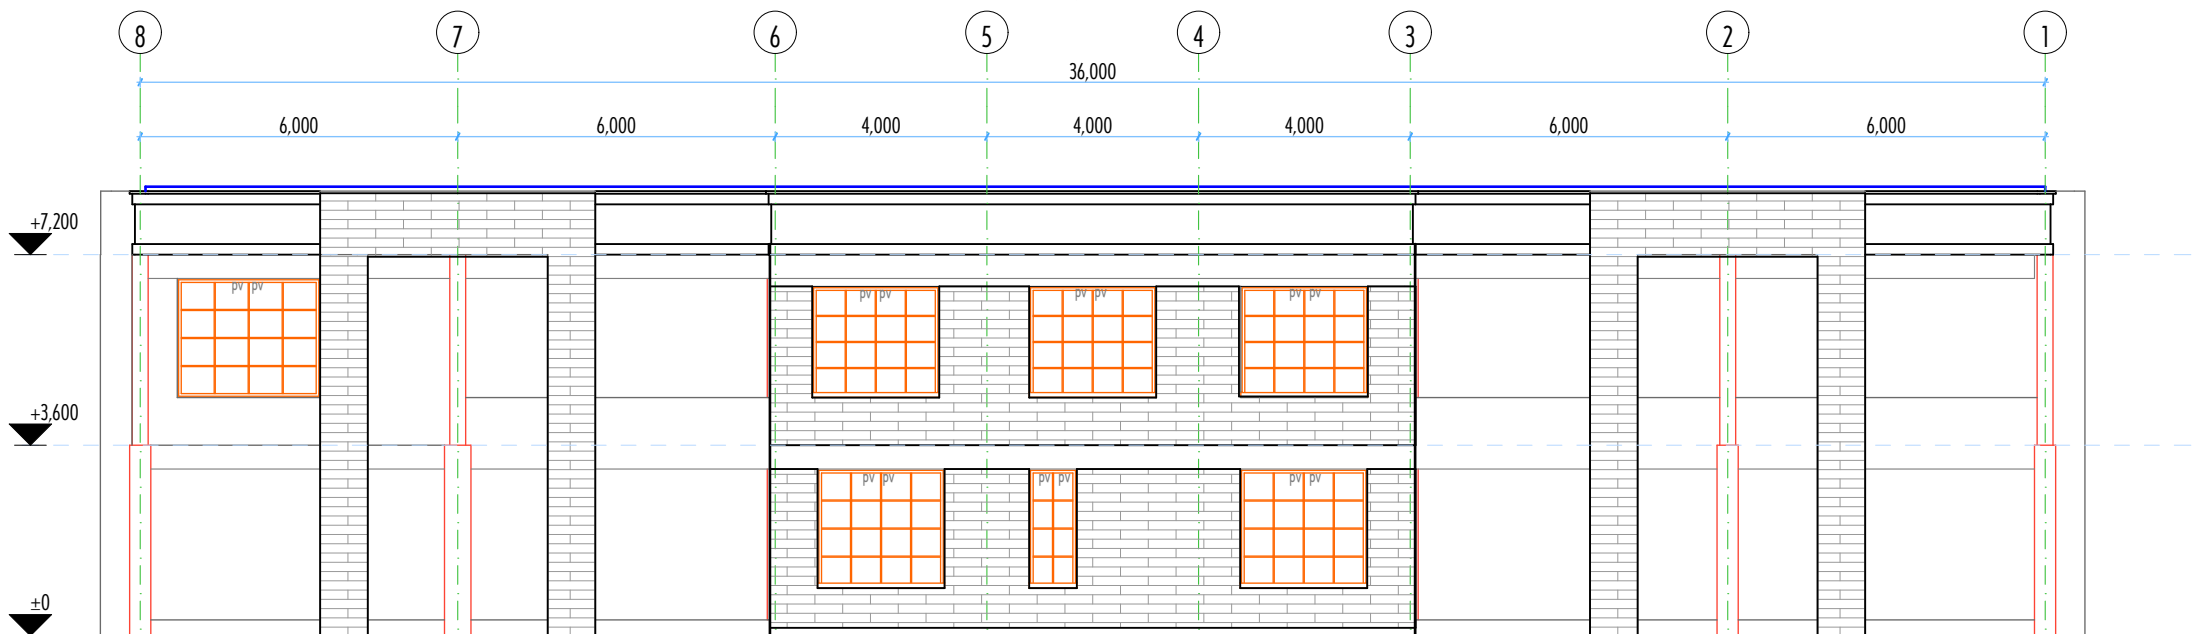 8 7 6 5 4 3 2 1
36,000
6,000 6,000 4,000 4,000 4,000 6,000 6,000
+7,200
pv pv
pv pv pv pv pv pv
+3,600
pv pv pv pv pv pv
±0